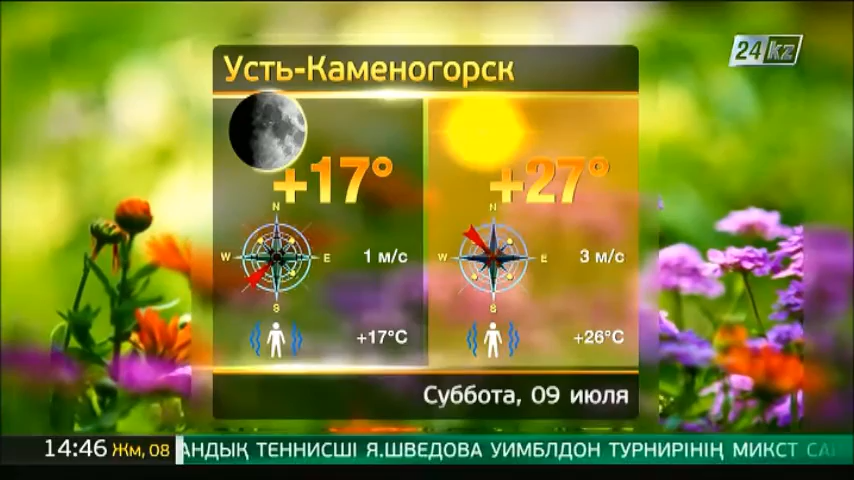 24kz
Усть-Каменогорск
+17° +27°
N N
W E W E
1 м/с 3 м/с
S S
+17°C +26°C
Суббота, 09 июля
14:46 Жм, 08 АНДЫҚ ТЕННИСШІ Я.ШВЕДОВА УИМБЛДОН ТУРНИРІНІҢ МИКСТ